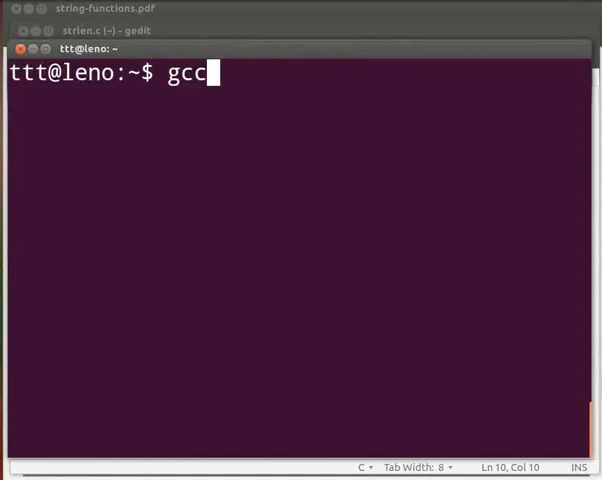 string-functions.pdf
strlen.c (~) - gedit
ttt@leno: ~
ttt@leno:~$ gcc
C Tab Width: 8 Ln 10, Col 10 INS